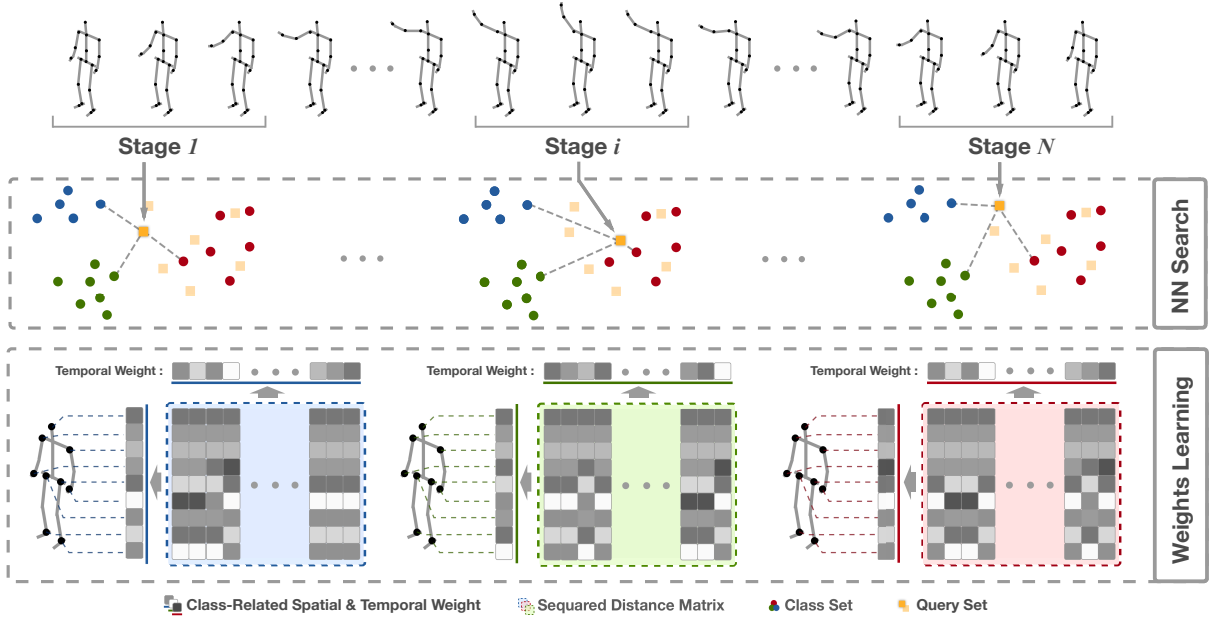 Stage 1
Stage i
Stage N
NN Search
Temporal Weight :
Temporal Weight :
Temporal Weight :
Weights Learning
Class-Related Spatial & Temporal Weight
Sequared Distance Matrix
Class Set
Query Set